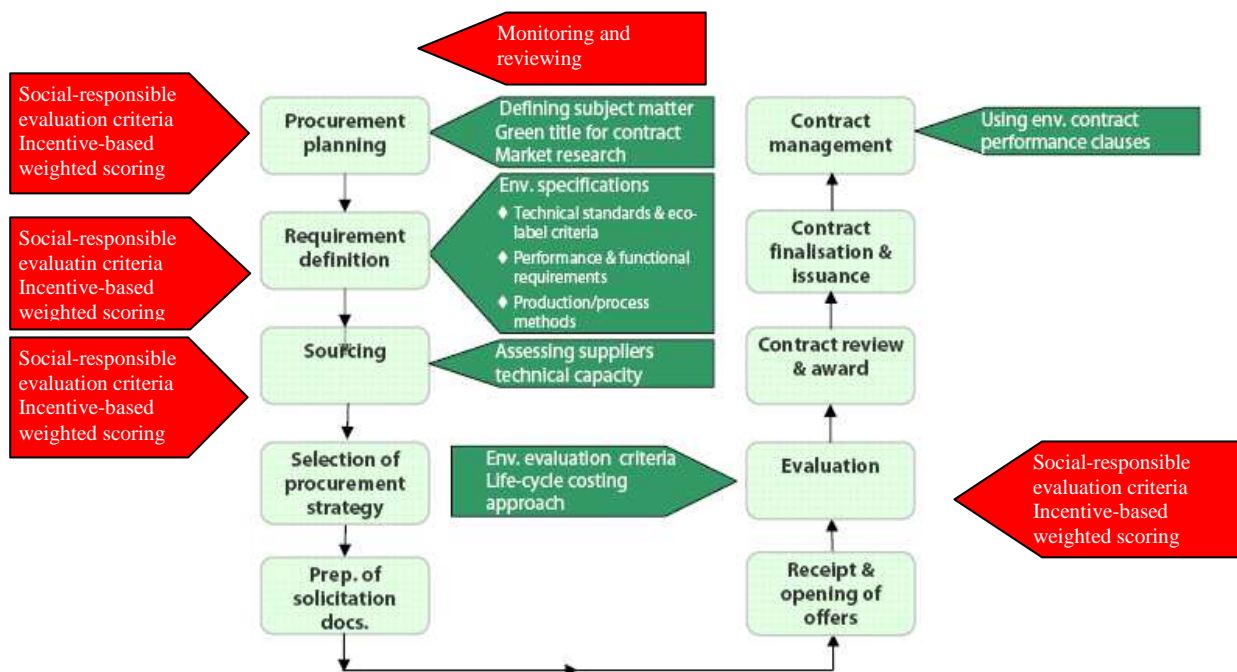 Monitoring and
reviewing
Social-responsible
evaluation criteria
Incentive-based
weighted scoring
Procurement
planning
Defining subject matter
Green title for contract
Market research
Contract
management
Using env. contract
performance clauses
Social-responsible
evaluatin criteria
Incentive-based
weighted scoring
Requirement
definition
Env. specifications
♦ Technical standards & eco-
label criteria
♦ Performance & functional
requirements
♦ Production/process
methods
Contract
finalisation &
issuance
Social-responsible
evaluation criteria
Incentive-based
weighted scoring
Sourcing
Assessing suppliers
technical capacity
Contract review
& award
Selection of
procurement
strategy
Env. evaluation criteria
Life-cycle costing
approach
Evaluation
Social-responsible
evaluation criteria
Incentive-based
weighted scoring
Prep. of
solicitation
docs.
Receipt &
opening of
offers